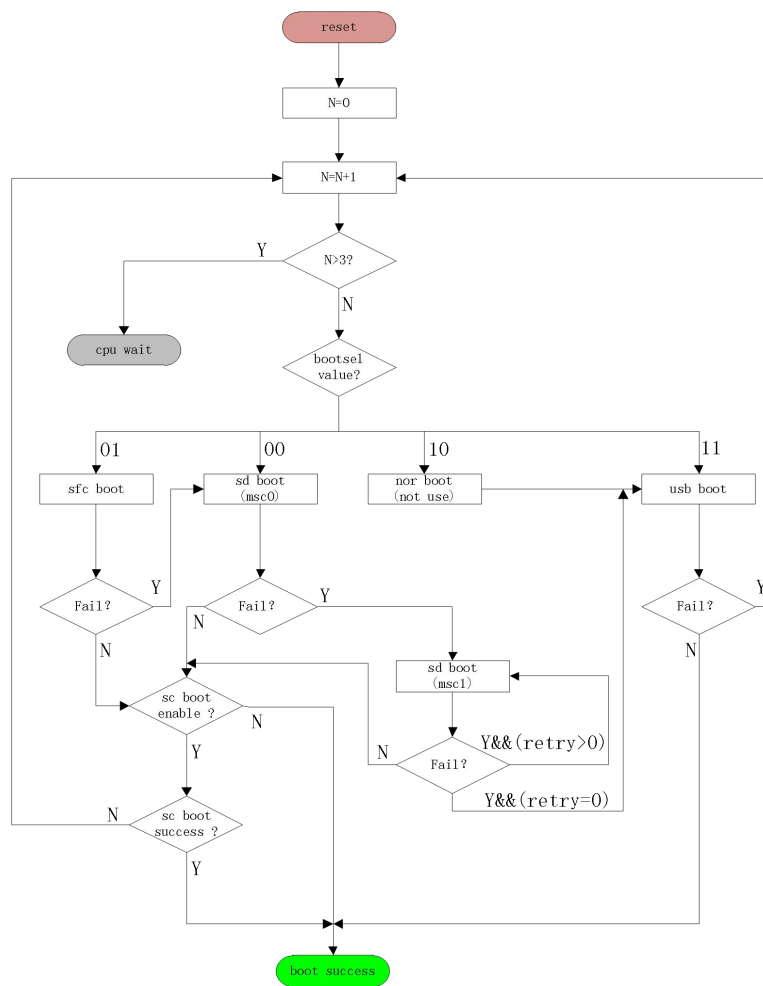 reset
N=0
N=N+1
Y
N>3?
N
cpu wait
bootsel
value?
01
00
10
11
sfc boot
sd boot
(msc0)
nor boot
(not use)
usb boot
Fail?
Y
Fail?
Y
Fail?
Y
N
N
N
sd boot
(msc1)
sc boot
enable ?
N
Y
N
Fail?
Y&&(retry>0)
Y&&(retry=0)
N
sc boot
success ?
Y
boot success